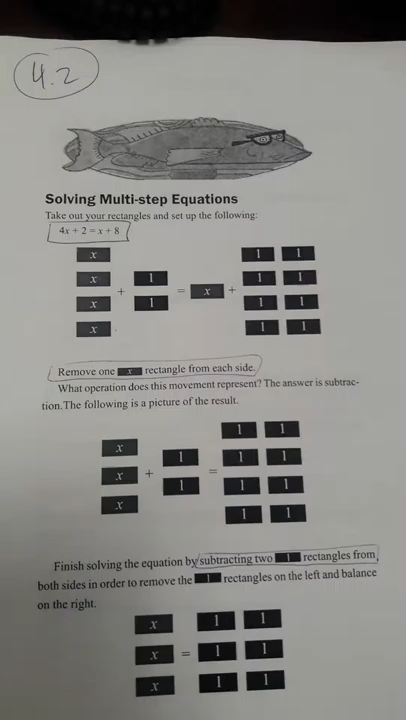 4.2
Solving Multi-step Equations
Take out your rectangles and set up the following:
4x + 2 = x + 8
x 1 1
x 1 1 1
+ = x +
x 1 1 1
x 1 1
Remove one x rectangle from each side.
What operation does this movement represent? The answer is subtrac-
tion. The following is a picture of the result.
1 1
x 1 1 1
x + = 
x 1 1 1
1 1
Finish solving the equation by subtracting two 1 rectangles from
both sides in order to remove the 1 rectangles on the left and balance
on the right.
x 1 1
x = 1 1
x 1 1